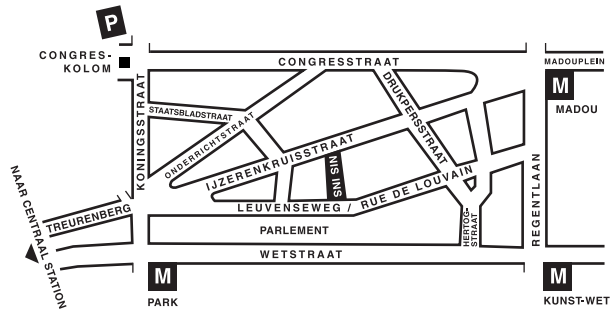 P
CONGRES-
KOLOM
CONGRESSTRAAT
MADOUPLEIN
M
MADOU
KONINGSSTRAAT
STAATSBLADSTRAAT
ONDERRICHTSTRAAT
DRUKPERSSTRAAT
IJZERENKRUISSTRAAT
NIS INS
LEUVENSEWEG / RUE DE LOUVAIN
REGENTLAAN
HERTOG-
STRAAT
TREURENBERG
NAAR CENTRAAL STATION
PARLEMENT
WETSTRAAT
M
PARK
M
KUNST-WET